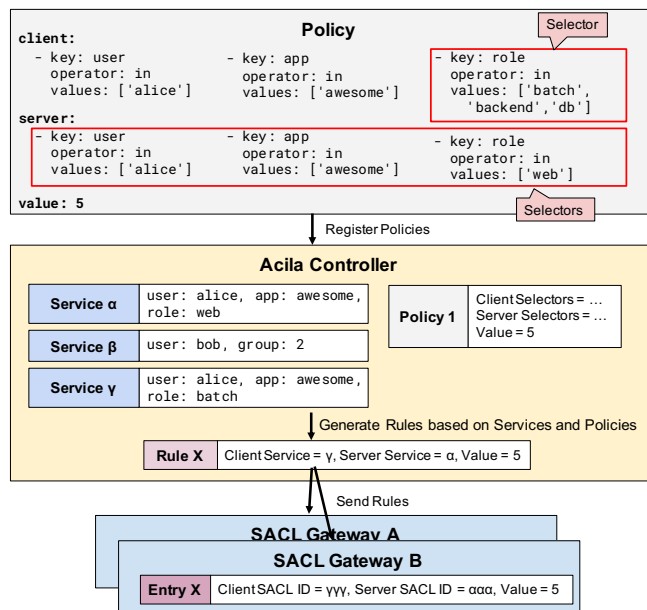 Policy
Selector
client:
- key: user
operator: in
values: ['alice']
- key: app
operator: in
values: ['awesome']
- key: role
operator: in
values: ['batch',
'backend','db']
server:
- key: user
operator: in
values: ['alice']
- key: app
operator: in
values: ['awesome']
- key: role
operator: in
values: ['web']
value: 5
Selectors
Register Policies
Acila Controller
Service α
user: alice, app: awesome,
role: web
Service β
user: bob, group: 2
Service γ
user: alice, app: awesome,
role: batch
Policy 1
Client Selectors = …
Server Selectors = …
Value = 5
Generate Rules based on Services and Policies
Rule X
Client Service = γ, Server Service = α, Value = 5
Send Rules
SACL Gateway A
SACL Gateway B
Entry X
Client SACL ID = γγγ, Server SACL ID = ααα, Value = 5